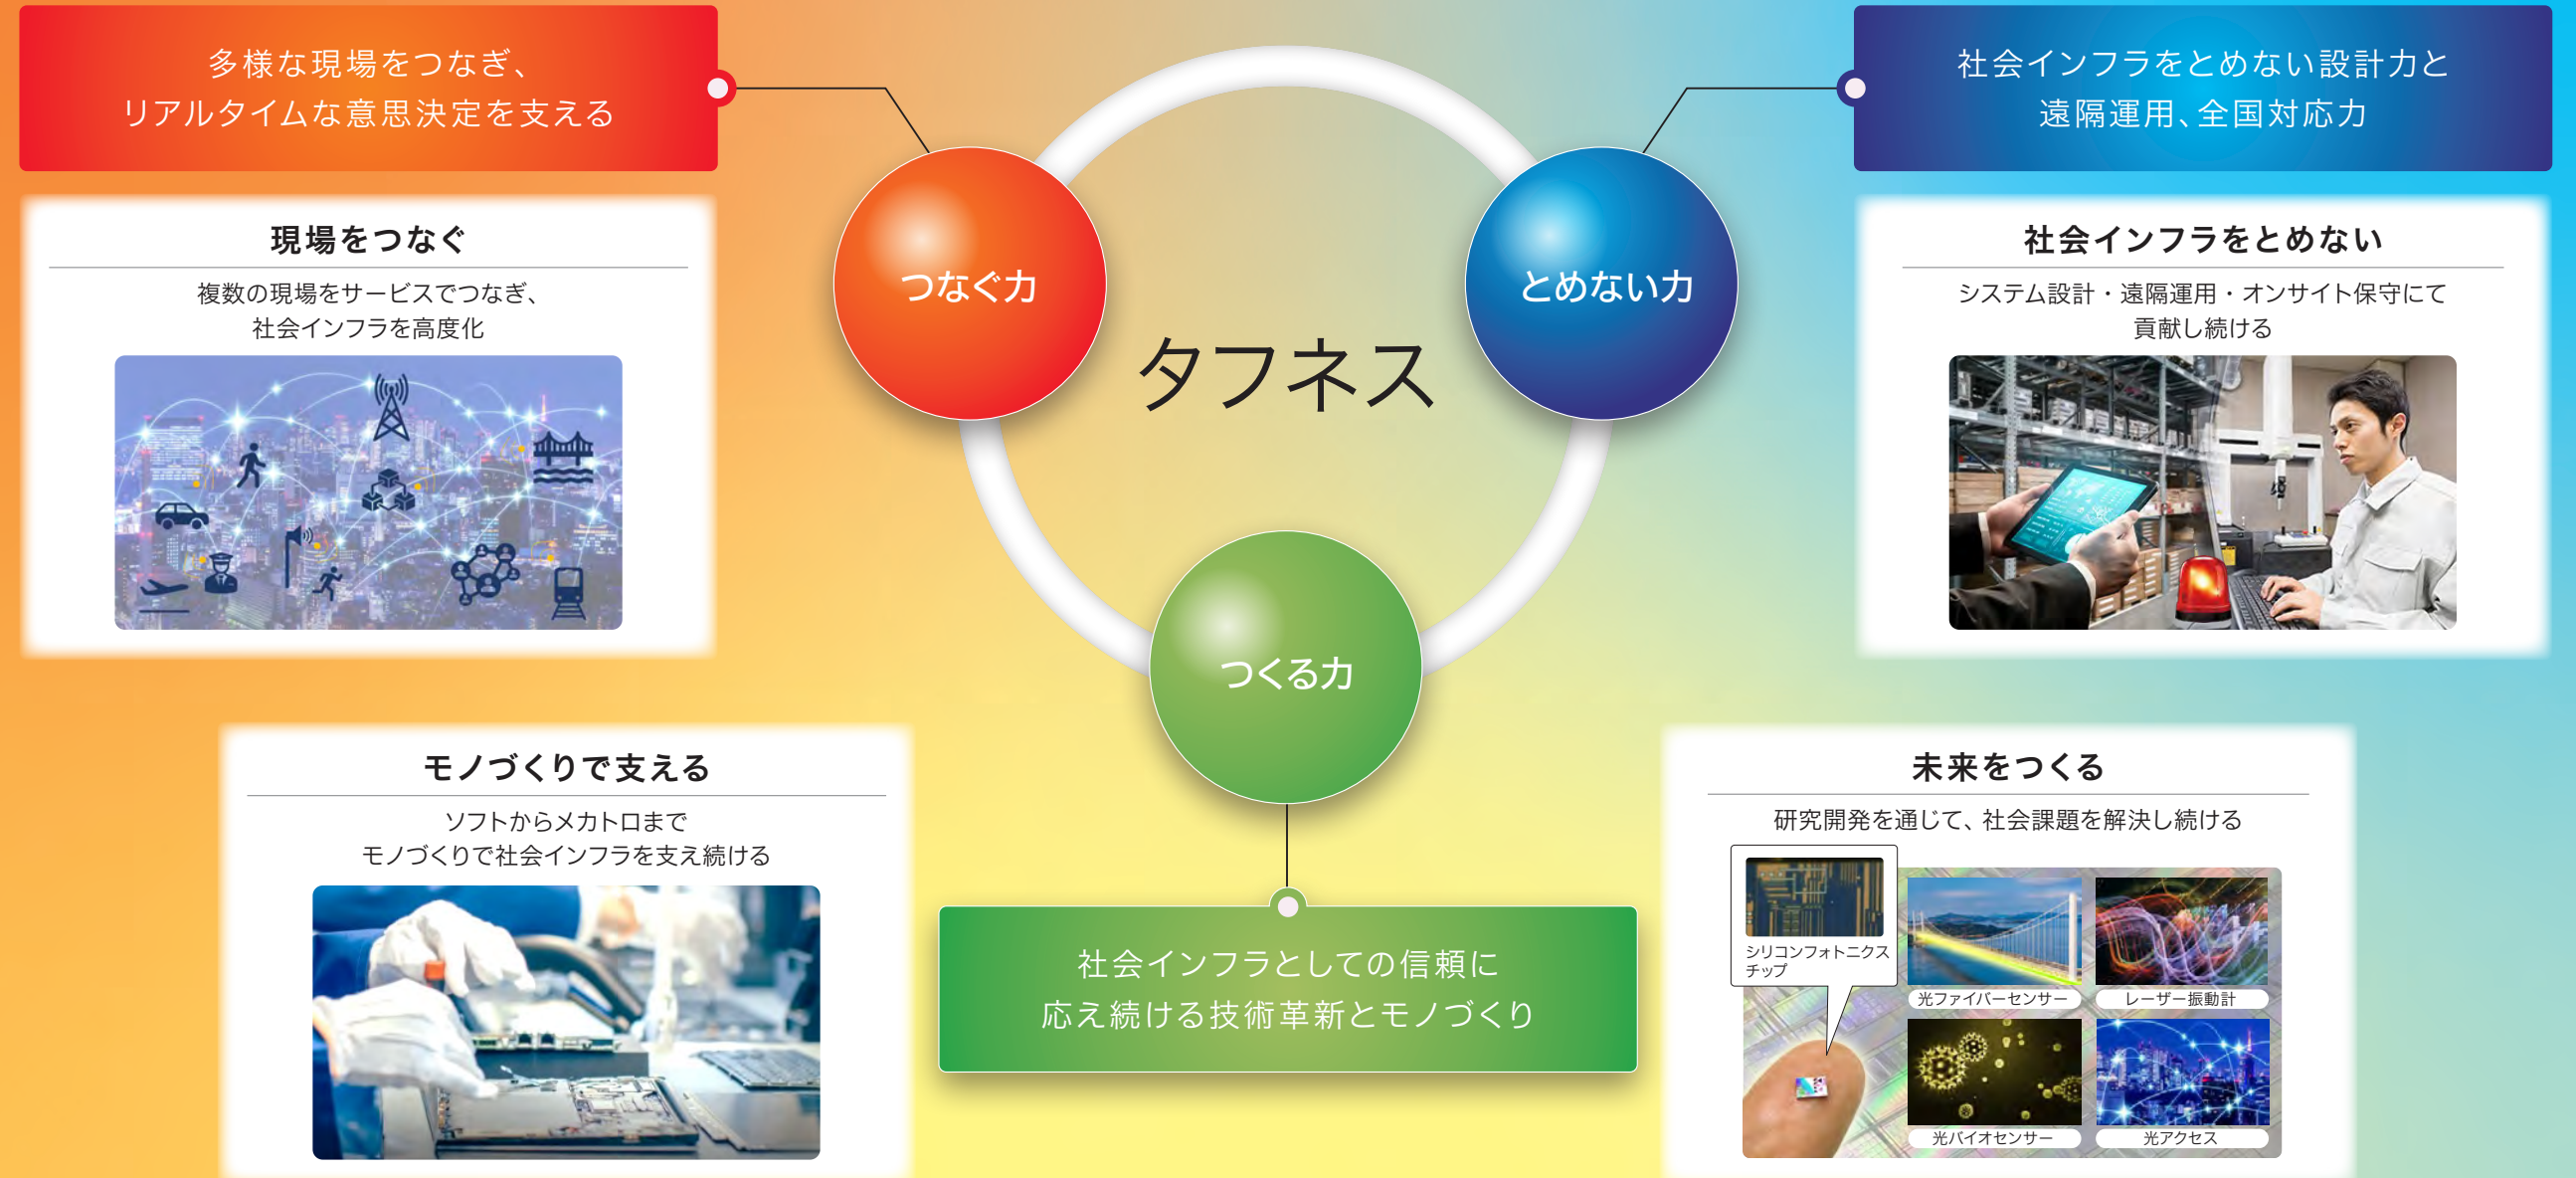 多様な現場をつなぎ、
リアルタイムな意思決定を支える
社会インフラをとめない設計力と
遠隔運用、全国対応力
つなぐ力
とめない力
タフネス
つくる力
現場をつなぐ
複数の現場をサービスでつなぎ、
社会インフラを高度化
社会インフラをとめない
システム設計・遠隔運用・オンサイト保守にて
貢献し続ける
モノづくりで支える
ソフトからメカトロまで
モノづくりで社会インフラを支え続ける
社会インフラとしての信頼に
応え続ける技術革新とモノづくり
未来をつくる
研究開発を通じて、社会課題を解決し続ける
シリコンフォトニクス
チップ
光ファイバーセンサー
レーザー振動計
光バイオセンサー
光アクセス